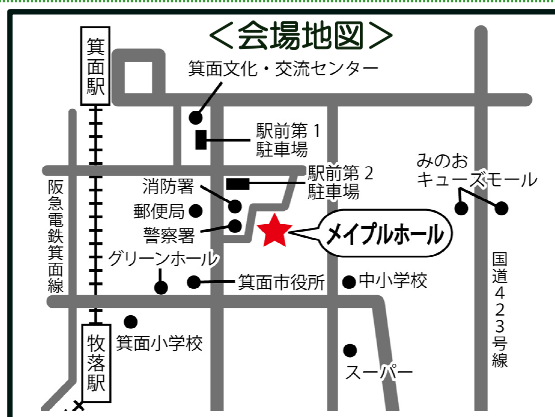 ＜会場地図＞
箕面駅
箕面文化・交流センター
駅前第１
駐車場
駅前第２
駐車場
みのお
キューズモール
消防署
郵便局
警察署
グリーンホール
メイプルホール
阪急電鉄箕面線
箕面市役所
中小学校
国道４２３号線
箕面小学校
牧落駅
スーパー